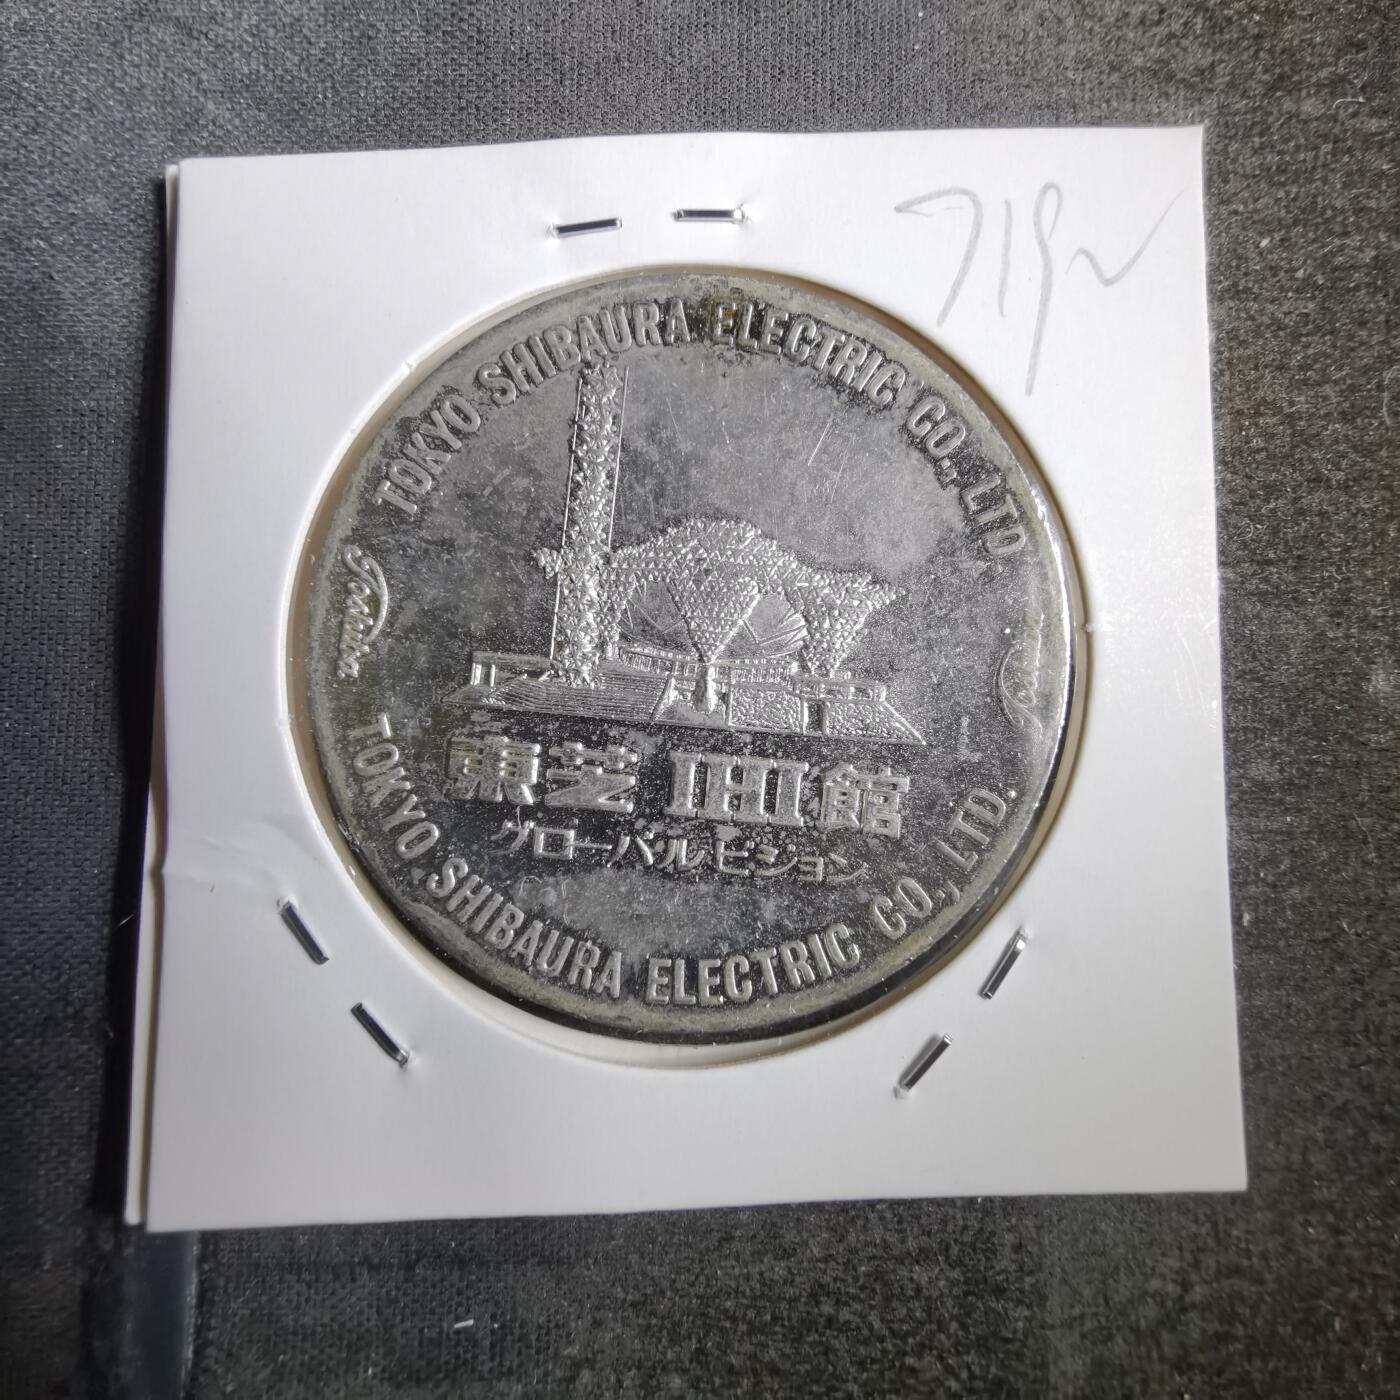 TOKYO SHIBAURA ELECTRIC CO., LTD.
Toshiba
Toshiba
東芝 IHI 館
グローバル ビジョン
TOKYO SHIBAURA ELECTRIC CO., LTD.